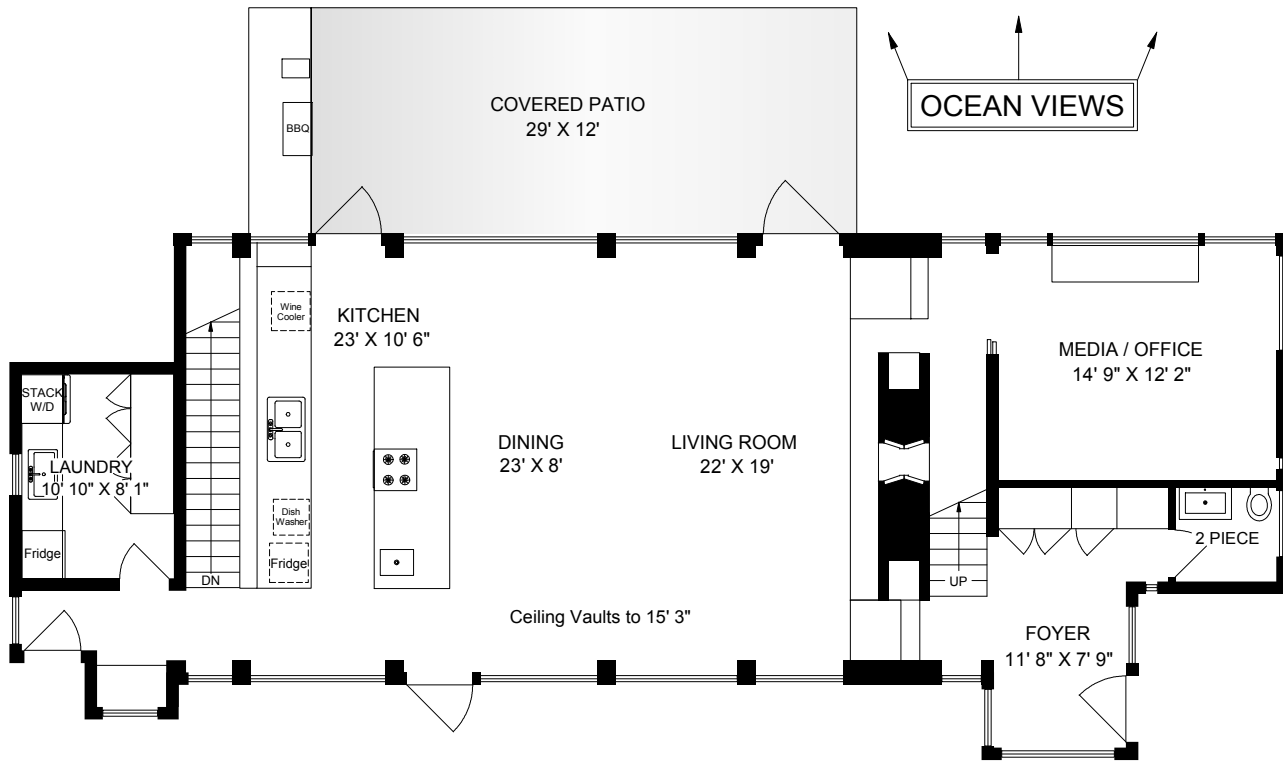 COVERED PATIO
29' X 12'
BBQ
OCEAN VIEWS
Wine
Cooler
KITCHEN
23' X 10' 6"
MEDIA / OFFICE
14' 9" X 12' 2"
STACK
W/D
DINING
23' X 8'
LIVING ROOM
22' X 19'
LAUNDRY
10' 10" X 8' 1"
Dish
Washer
Fridge
Fridge
DN
UP
2 PIECE
Ceiling Vaults to 15' 3"
FOYER
11' 8" X 7' 9"